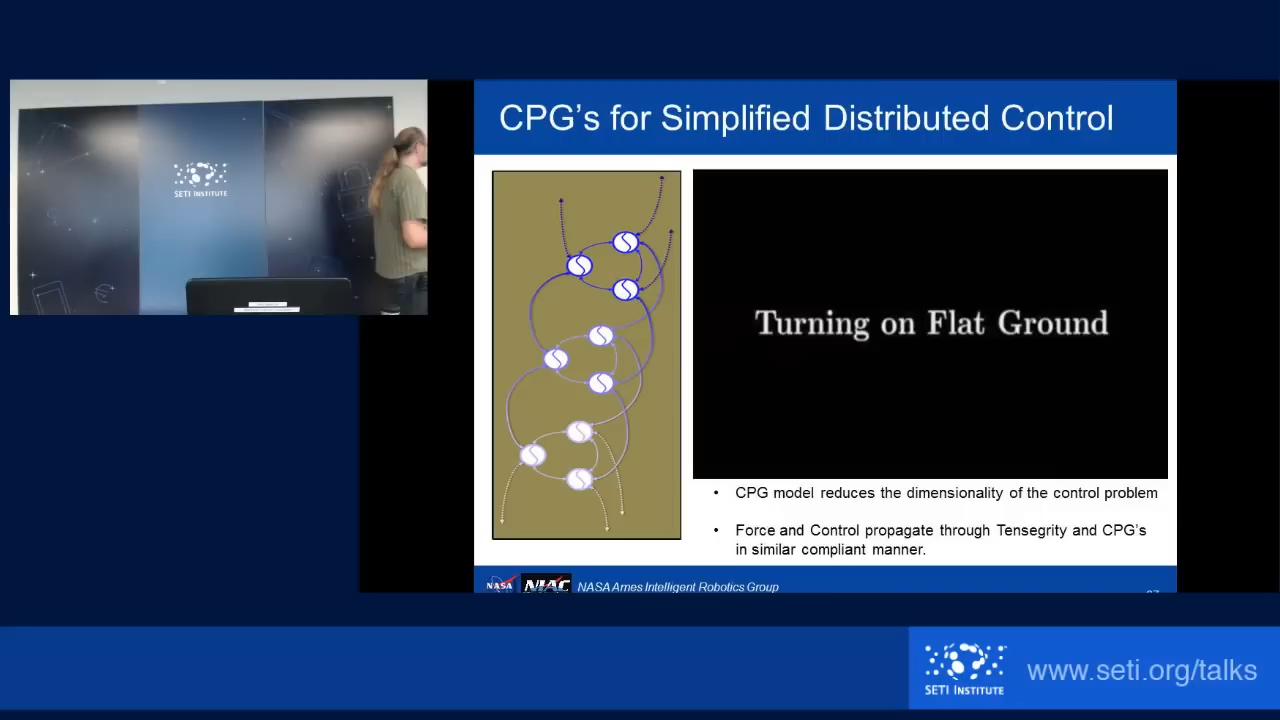 SETI INSTITUTE
CPG's for Simplified Distributed Control
Turning on Flat Ground
• CPG model reduces the dimensionality of the control problem
• Force and Control propagate through Tensegrity and CPG's
in similar compliant manner.
NASA
NIAC
NASA Ames Intelligent Robotics Group
SETI INSTITUTE
www.seti.org/talks